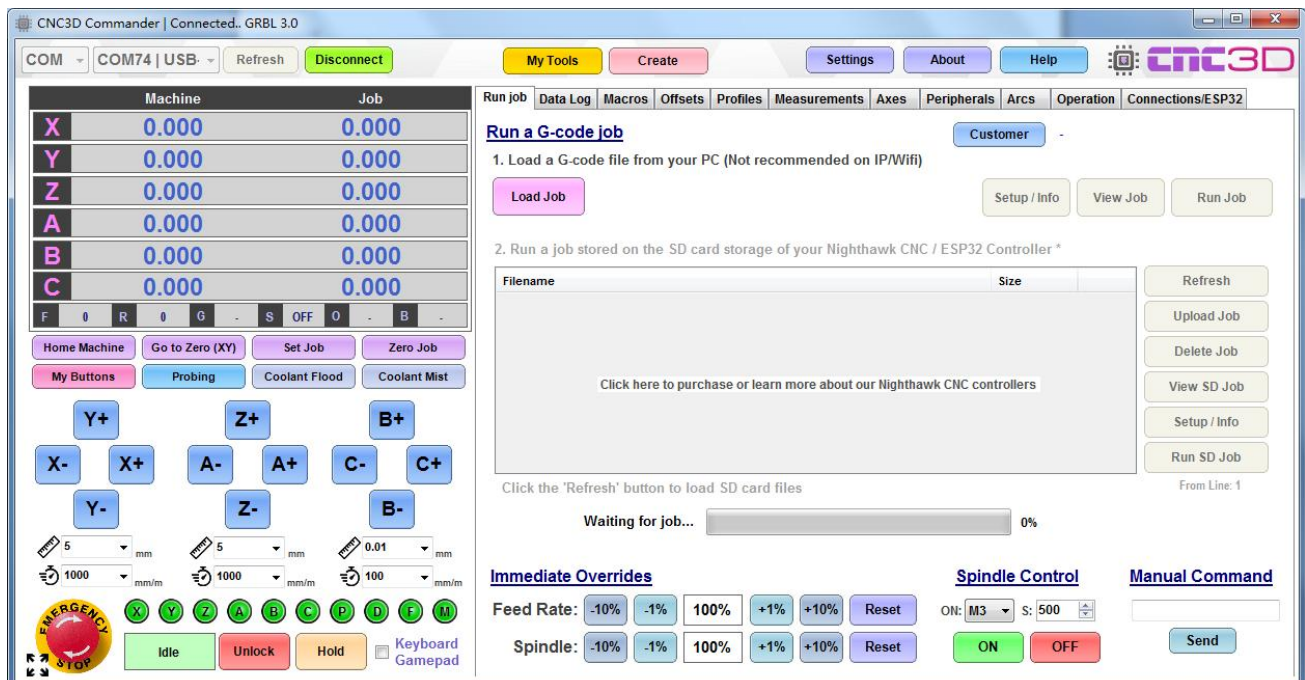 CNC3D Commander | Connected.. GRBL 3.0
COM COM74 | USB- Refresh Disconnect My Tools Create Settings About Help CNC3D
Machine Job
X 0.000 0.000
Y 0.000 0.000
Z 0.000 0.000
A 0.000 0.000
B 0.000 0.000
C 0.000 0.000
F 0 R 0 G - S OFF O - B -
Home Machine Go to Zero (XY) Set Job Zero Job
My Buttons Probing Coolant Flood Coolant Mist
Y+ Z+ B+
X- X+ A- A+ C- C+
Y- Z- B-
5 mm 5 mm 0.01 mm
1000 mm/m 1000 mm/m 100 mm/m
EMERGENCY STOP
X Y Z A B C P D F M
Idle Unlock Hold Keyboard
Gamepad
Run job Data Log Macros Offsets Profiles Measurements Axes Peripherals Arcs Operation Connections/ESP32
Run a G-code job Customer -
1. Load a G-code file from your PC (Not recommended on IP/Wifi)
Load Job Setup / Info View Job Run Job
2. Run a job stored on the SD card storage of your Nighthawk CNC / ESP32 Controller *
Filename Size
Refresh
Upload Job
Delete Job
Click here to purchase or learn more about our Nighthawk CNC controllers
View SD Job
Setup / Info
Run SD Job
Click the 'Refresh' button to load SD card files
From Line: 1
Waiting for job... 0%
Immediate Overrides
Feed Rate: -10% -1% 100% +1% +10% Reset
Spindle: -10% -1% 100% +1% +10% Reset
Spindle Control
ON: M3 S: 500
ON OFF
Manual Command
Send